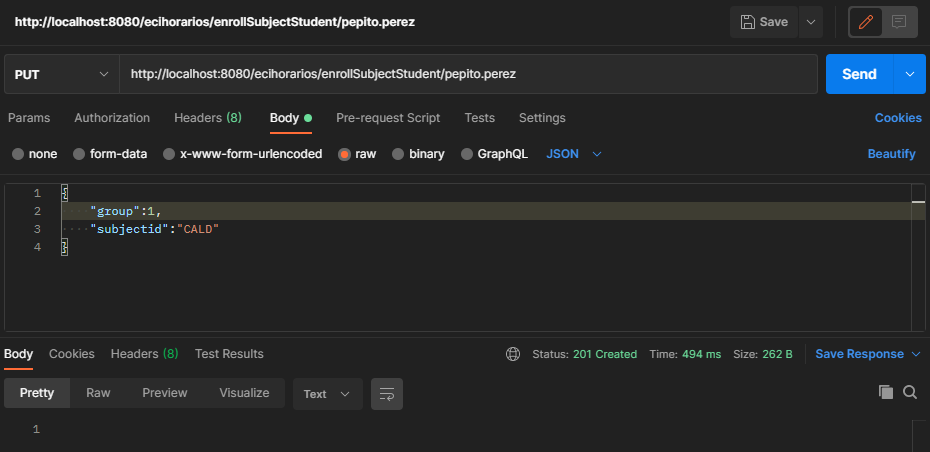 http://localhost:8080/ecihorarios/enrollSubjectStudent/pepito.perez Save
PUT http://localhost:8080/ecihorarios/enrollSubjectStudent/pepito.perez Send
Params Authorization Headers (8) Body Pre-request Script Tests Settings Cookies
none form-data x-www-form-urlencoded raw binary GraphQL JSON Beautify
1 {
2 ····"group":1,
3 ····"subjectid":"CALD"
4 }
Body Cookies Headers (8) Test Results Status: 201 Created Time: 494 ms Size: 262 B Save Response
Pretty Raw Preview Visualize Text
1